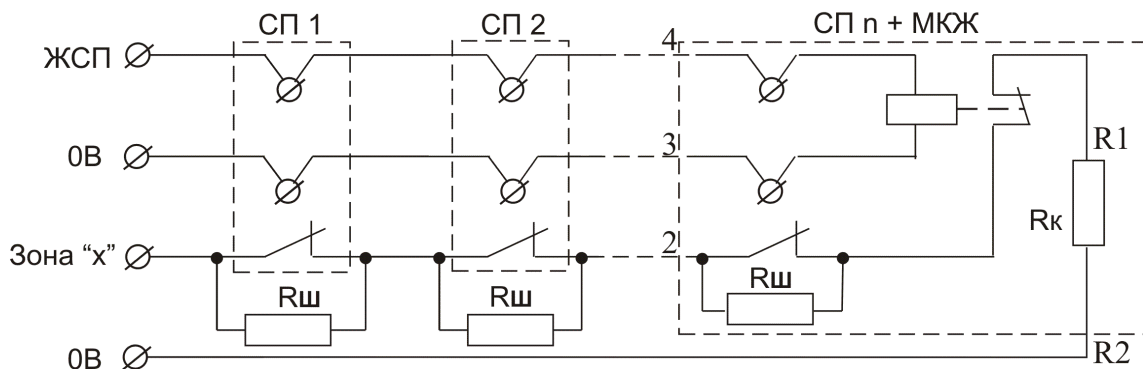 СП 1
СП 2
СП n + МКЖ
ЖСП
4
0В
3
R1
Rк
Зона “х”
2
Rш
Rш
Rш
0В
R2